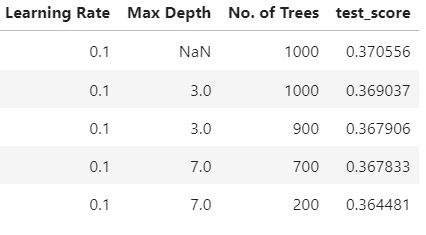 Learning Rate Max Depth No. of Trees test_score
0.1 NaN 1000 0.370556
0.1 3.0 1000 0.369037
0.1 3.0 900 0.367906
0.1 7.0 700 0.367833
0.1 7.0 200 0.364481